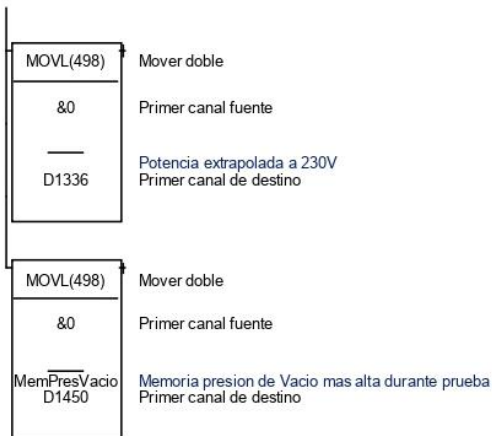 MOVL(498) Mover doble
&0 Primer canal fuente
Potencia extrapolada a 230V
D1336 Primer canal de destino
MOVL(498) Mover doble
&0 Primer canal fuente
MemPresVacio Memoria presion de Vacio mas alta durante prueba
D1450 Primer canal de destino